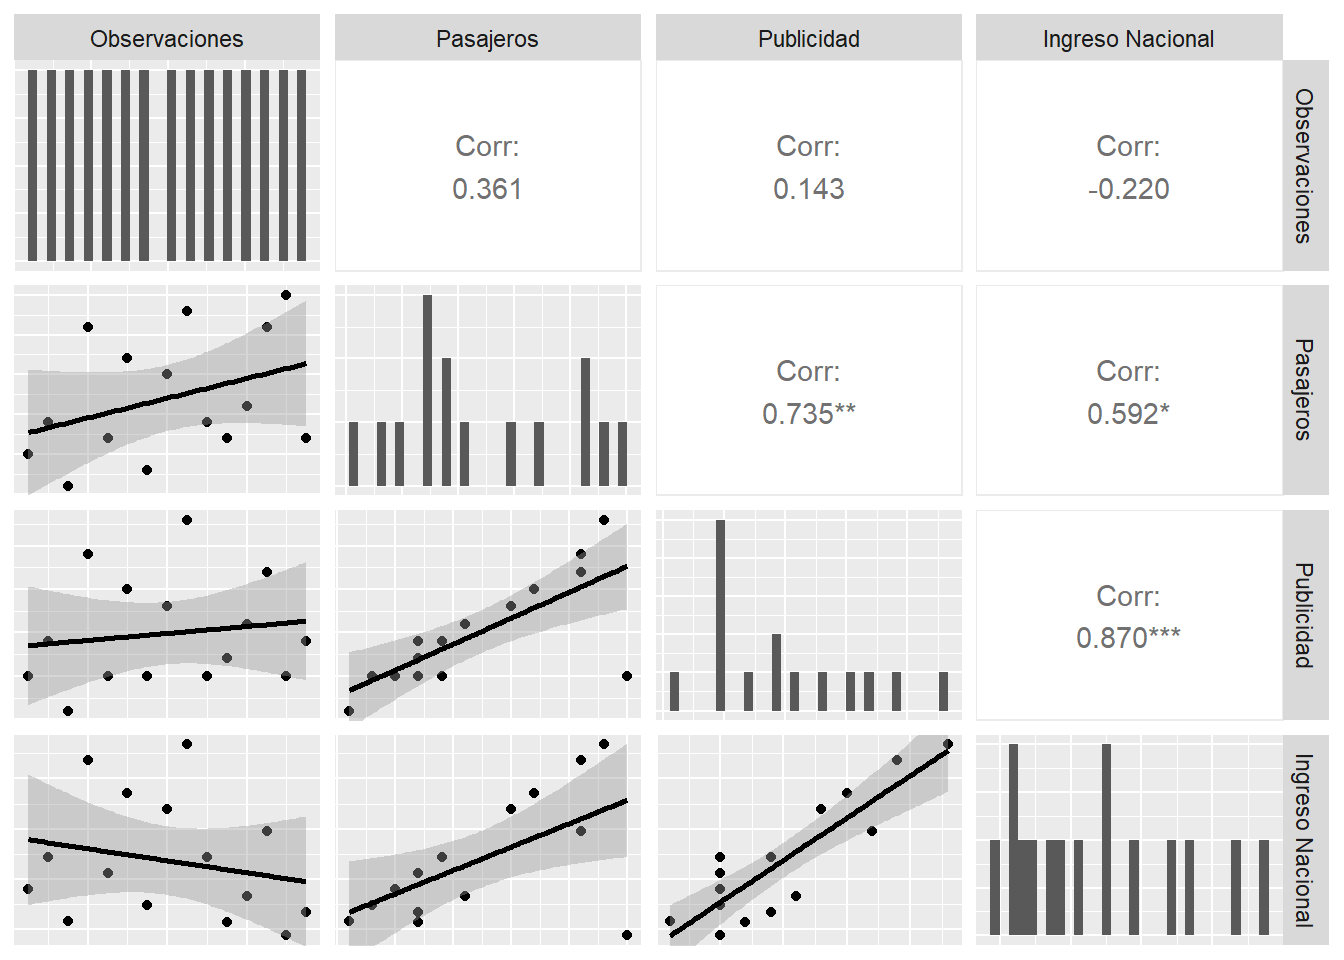 Observaciones
Pasajeros
Publicidad
Ingreso Nacional
Corr:
0.361
Corr:
0.143
Corr:
-0.220
Observaciones
Corr:
0.735**
Corr:
0.592*
Pasajeros
Corr:
0.870***
Publicidad
Ingreso Nacional